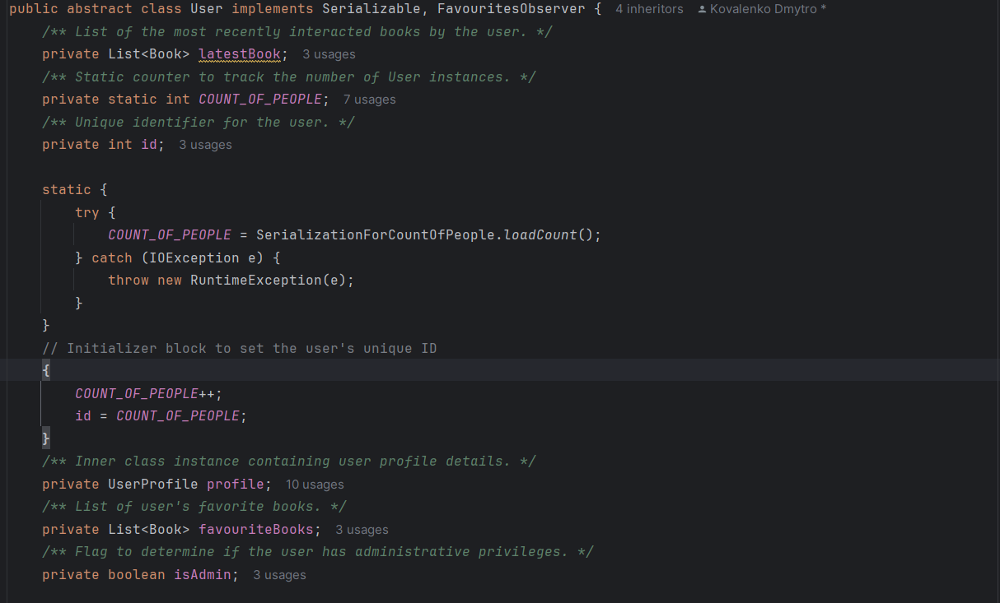 public abstract class User implements Serializable, FavouritesObserver {  4 inheritors  Kovalenko Dmytro *
    /** List of the most recently interacted books by the user. */
    private List<Book> latestBook;  3 usages
    /** Static counter to track the number of User instances. */
    private static int COUNT_OF_PEOPLE;  7 usages
    /** Unique identifier for the user. */
    private int id;  3 usages

    static {
        try {
            COUNT_OF_PEOPLE = SerializationForCountOfPeople.loadCount();
        } catch (IOException e) {
            throw new RuntimeException(e);
        }
    }
    // Initializer block to set the user's unique ID
    {
        COUNT_OF_PEOPLE++;
        id = COUNT_OF_PEOPLE;
    }
    /** Inner class instance containing user profile details. */
    private UserProfile profile;  10 usages
    /** List of user's favorite books. */
    private List<Book> favouriteBooks;  3 usages
    /** Flag to determine if the user has administrative privileges. */
    private boolean isAdmin;  3 usages